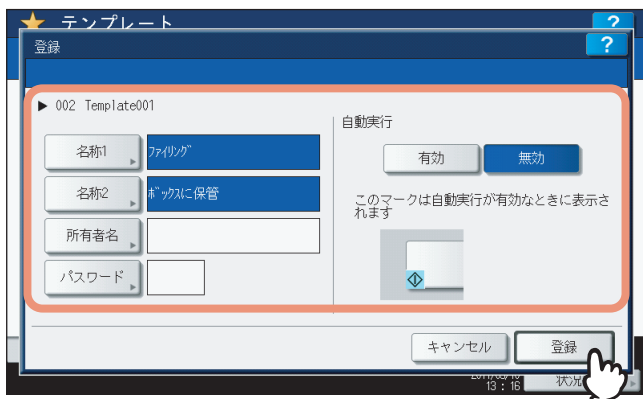 テンプレート
?
登録
?
002 Template001
名称1
ファイリング
名称2
ボックスに保管
所有者名
パスワード
自動実行
有効
無効
このマークは自動実行が有効なときに表示さ
れます
キャンセル
登録
13:16
状況